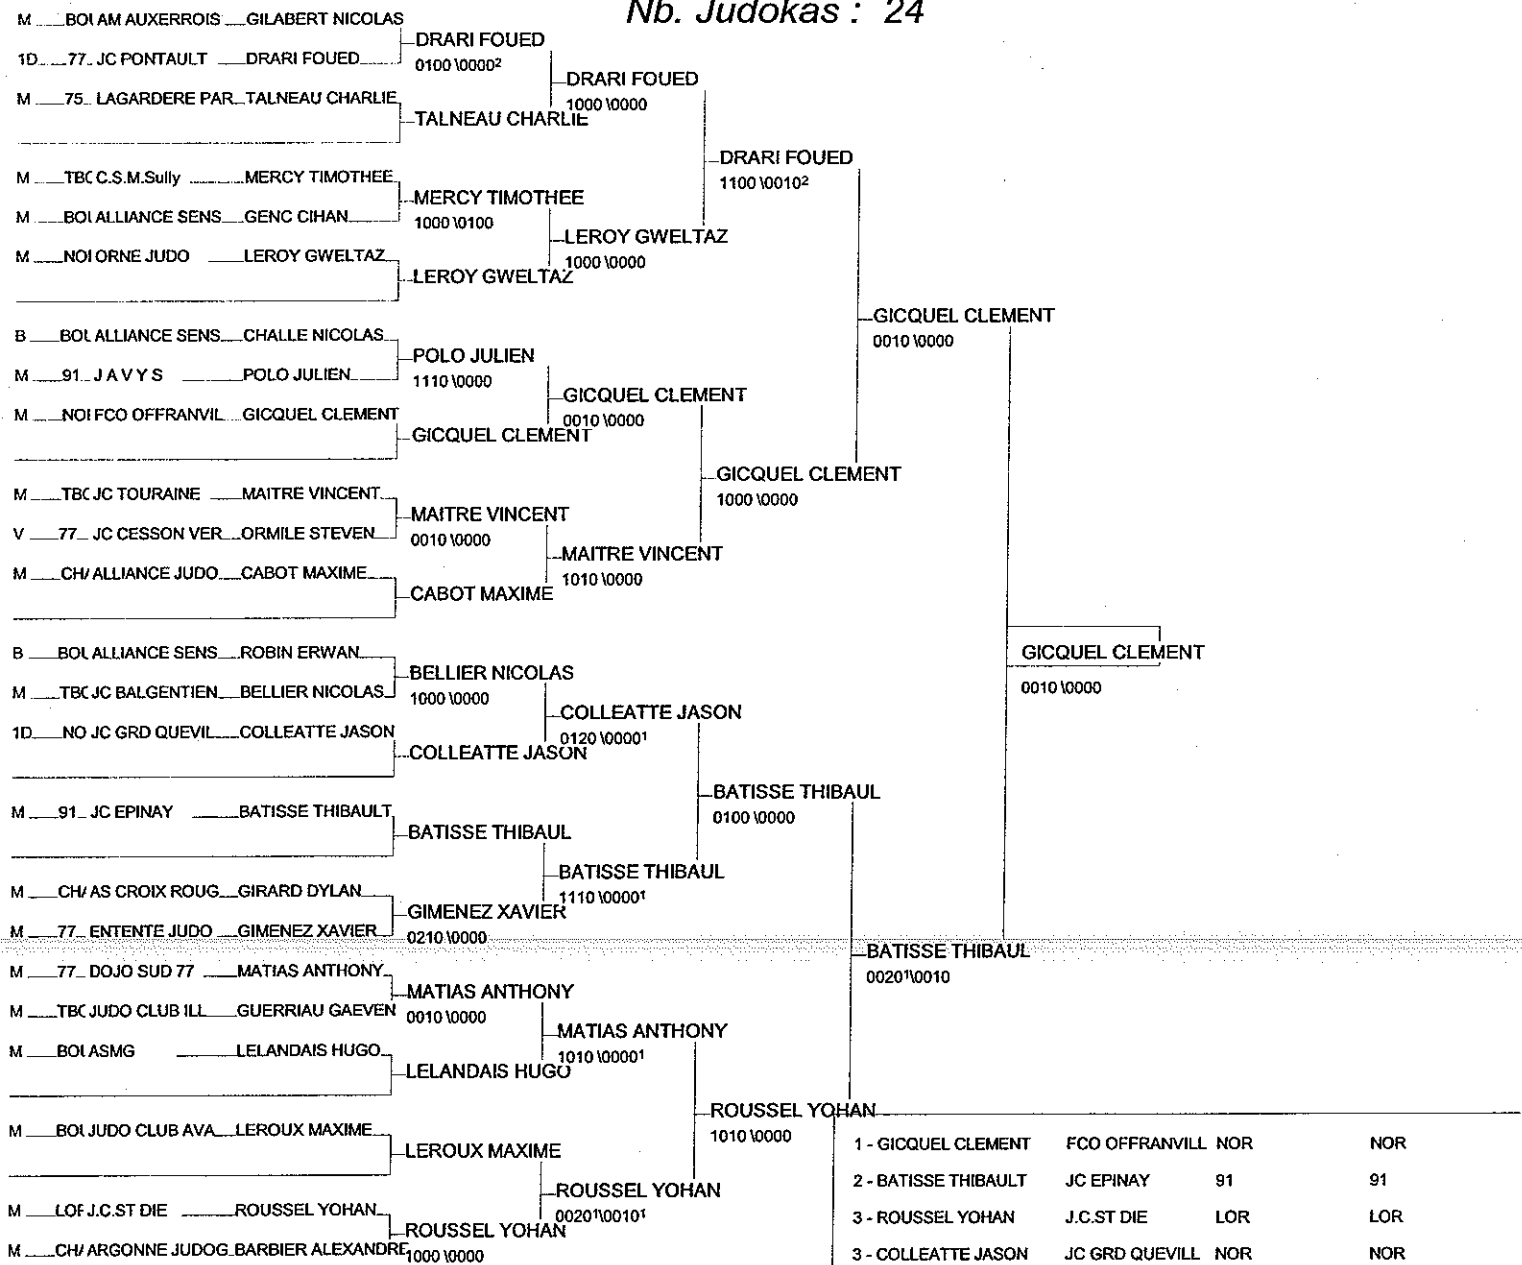 Nb. Judokas : 24
M BOU AM AUXERROIS GILABERT NICOLAS
DRARI FOUED
1D 77 JC PONTAULT DRARI FOUED
0100 \0000²
DRARI FOUED
1000 \0000
M 75 LAGARDERE PAR TALNEAU CHARLIE
TALNEAU CHARLIE
DRARI FOUED
1100 \0010²
M TBC C.S.M.Sully MERCY TIMOTHEE
MERCY TIMOTHEE
1000 \0100
M BOU ALLIANCE SENS GENC CIHAN
LEROY GWELTAZ
1000 \0000
M NOI ORNE JUDO LEROY GWELTAZ
LEROY GWELTAZ
GICQUEL CLEMENT
0010 \0000
B BOU ALLIANCE SENS CHALLE NICOLAS
POLO JULIEN
1110 \0000
M 91 J A V Y S POLO JULIEN
GICQUEL CLEMENT
0010 \0000
M NOI FCO OFFRANVIL GICQUEL CLEMENT
GICQUEL CLEMENT
GICQUEL CLEMENT
1000 \0000
M TBC JC TOURAINE MAITRE VINCENT
MAITRE VINCENT
0010 \0000
V 77 JC CESSON VER ORMILE STEVEN
MAITRE VINCENT
1010 \0000
M CH/ ALLIANCE JUDO CABOT MAXIME
CABOT MAXIME
GICQUEL CLEMENT
0010 \0000
B BOU ALLIANCE SENS ROBIN ERWAN
BELLIER NICOLAS
1000 \0000
M TBC JC BALGENTIEN BELLIER NICOLAS
COLLEATTE JASON
0120 \0000¹
1D NO JC GRD QUEVIL COLLEATTE JASON
COLLEATTE JASON
BATISSE THIBAUL
0100 \0000
M 91 JC EPINAY BATISSE THIBAULT
BATISSE THIBAUL
BATISSE THIBAUL
1110 \0000¹
M CH/ AS CROIX ROUG GIRARD DYLAN
GIMENEZ XAVIER
0210 \0000
M 77 ENTENTE JUDO GIMENEZ XAVIER
BATISSE THIBAUL
0020¹\0010
M 77 DOJO SUD 77 MATIAS ANTHONY
MATIAS ANTHONY
0010 \0000
M TBC JUDO CLUB ILL GUERRIAU GAEVEN
MATIAS ANTHONY
1010 \0000¹
M BOU ASMG LELANDAIS HUGO
LELANDAIS HUGO
ROUSSEL YOHAN
1010 \0000
M BOU JUDO CLUB AVA LEROUX MAXIME
LEROUX MAXIME
ROUSSEL YOHAN
0020¹\0010¹
M LOF J.C.ST DIE ROUSSEL YOHAN
ROUSSEL YOHAN
1000 \0000
M CH/ ARGONNE JUDOG BARBIER ALEXANDRE
1 - GICQUEL CLEMENT FCO OFFRANVILL NOR NOR
2 - BATISSE THIBAULT JC EPINAY 91 91
3 - ROUSSEL YOHAN J.C.ST DIE LOR LOR
3 - COLLEATTE JASON JC GRD QUEVILL NOR NOR